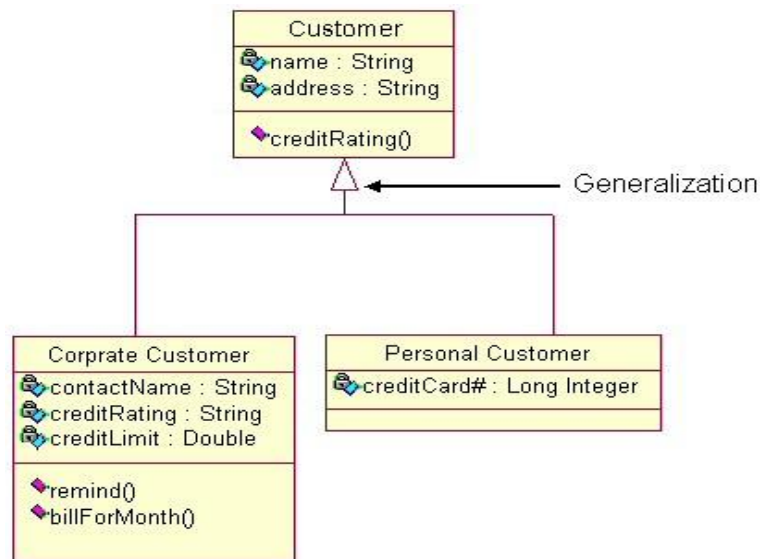 Customer
name : String
address : String
creditRating()
Generalization
Corprate Customer
contactName : String
creditRating : String
creditLimit : Double
remind()
billForMonth()
Personal Customer
creditCard# : Long Integer